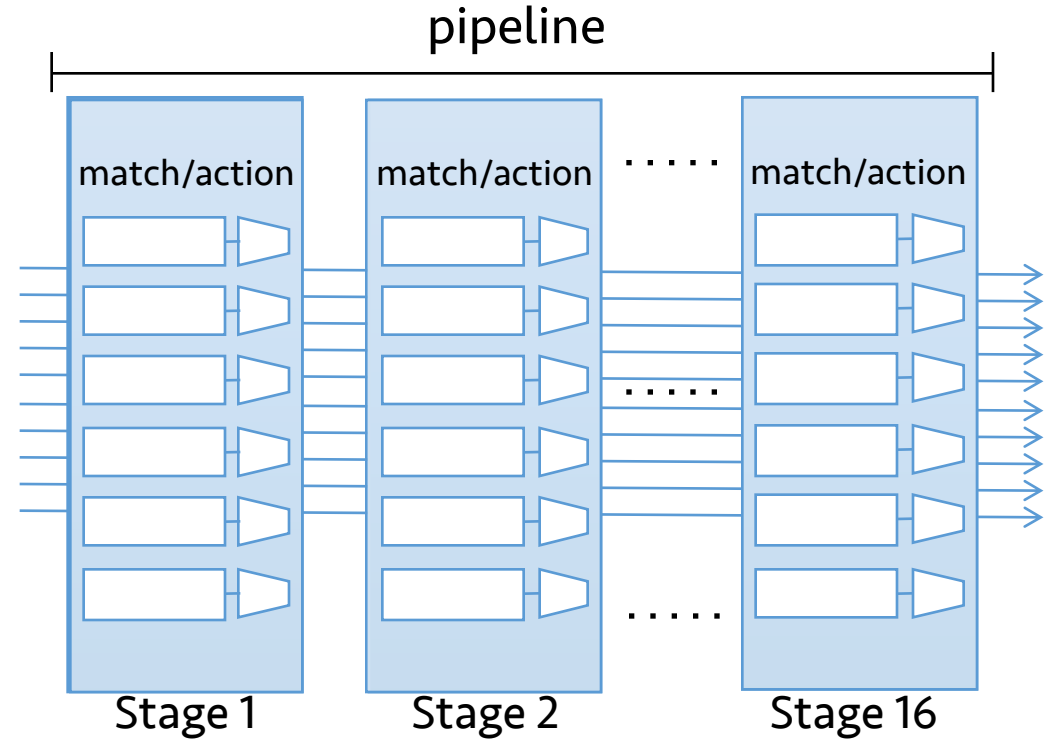 pipeline
match/action
match/action
. . . . .
match/action
. . . . .
. . . . .
Stage 1
Stage 2
Stage 16